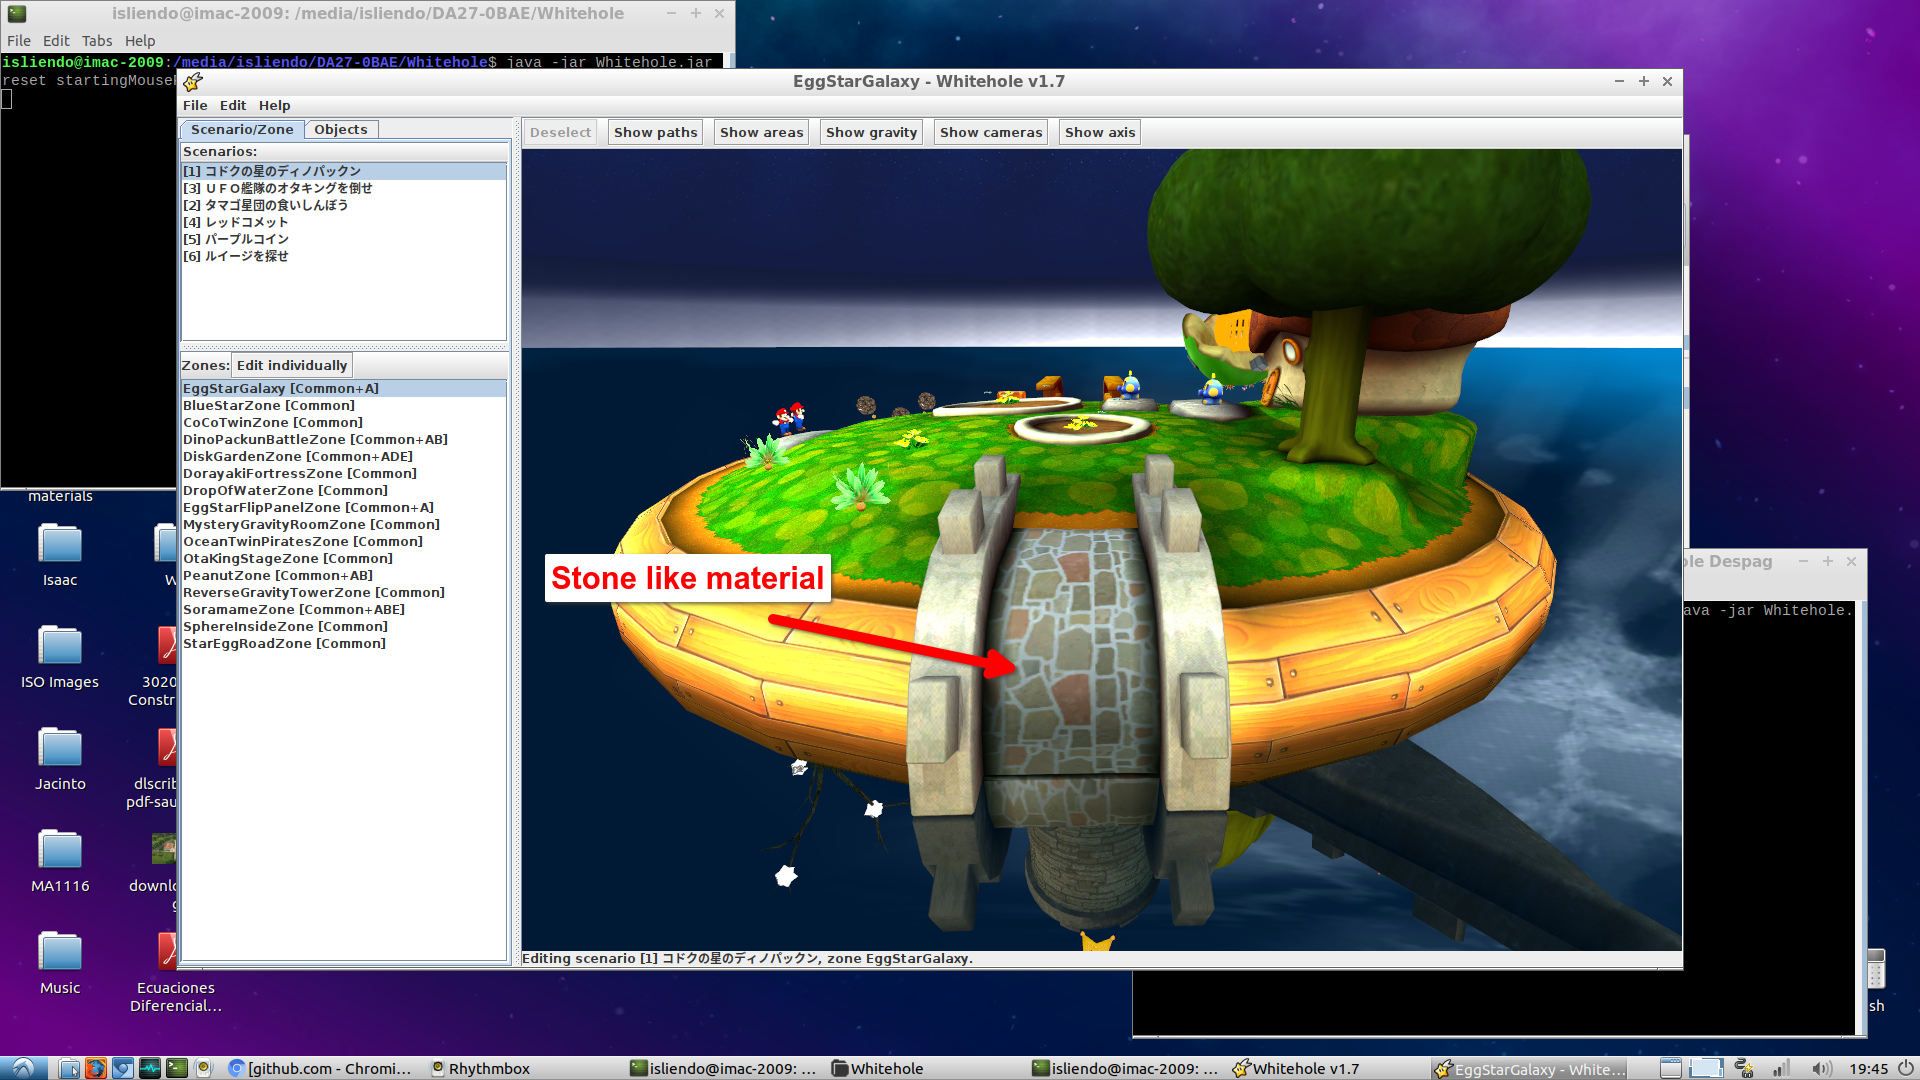 isliendo@imac-2009: /media/isliendo/DA27-0BAE/Whitehole
File Edit Tabs Help
isliendo@imac-2009:/media/isliendo/DA27-0BAE/Whitehole$ java -jar Whitehole.jar
reset startingMouse
EggStarGalaxy - Whitehole v1.7
File Edit Help
Scenario/Zone Objects
Deselect Show paths Show areas Show gravity Show cameras Show axis
Scenarios:
[1] コドクの星のディノパックン
[3] ＵＦＯ艦隊のオタキングを倒せ
[2] タマゴ星団の食いしんぼう
[4] レッドコメット
[5] パープルコイン
[6] ルイージを探せ
Zones: Edit individually
EggStarGalaxy [Common+A]
BlueStarZone [Common]
CoCoTwinZone [Common]
DinoPackunBattleZone [Common+AB]
DiskGardenZone [Common+ADE]
DorayakiFortressZone [Common]
DropOfWaterZone [Common]
EggStarFlipPanelZone [Common+A]
MysteryGravityRoomZone [Common]
OceanTwinPiratesZone [Common]
OtaKingStageZone [Common]
PeanutZone [Common+AB]
ReverseGravityTowerZone [Common]
SoramameZone [Common+ABE]
SphereInsideZone [Common]
StarEggRoadZone [Common]
Stone like material
Editing scenario [1] コドクの星のディノパックン, zone EggStarGalaxy.
ole Despag
ava -jar Whitehole.
materials
Isaac
W
ISO Images
3020
Constr
Jacinto
dlscrib
pdf-sau
MA1116
downlo
g
Music
Ecuaciones
Diferencial...
sh
[github.com - Chromi...
Rhythmbox
isliendo@imac-2009: ...
Whitehole
isliendo@imac-2009: ...
Whitehole v1.7
EggStarGalaxy - White...
19:45